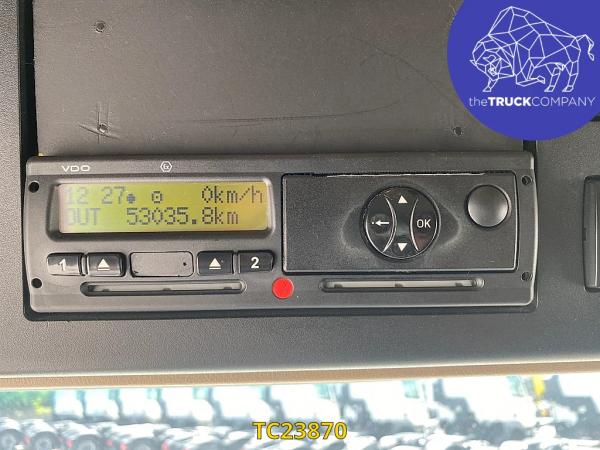 theTRUCKCOMPANY
VDO
12 27 0km/h
OUT 53035.8km
1
2
OK
TC23870